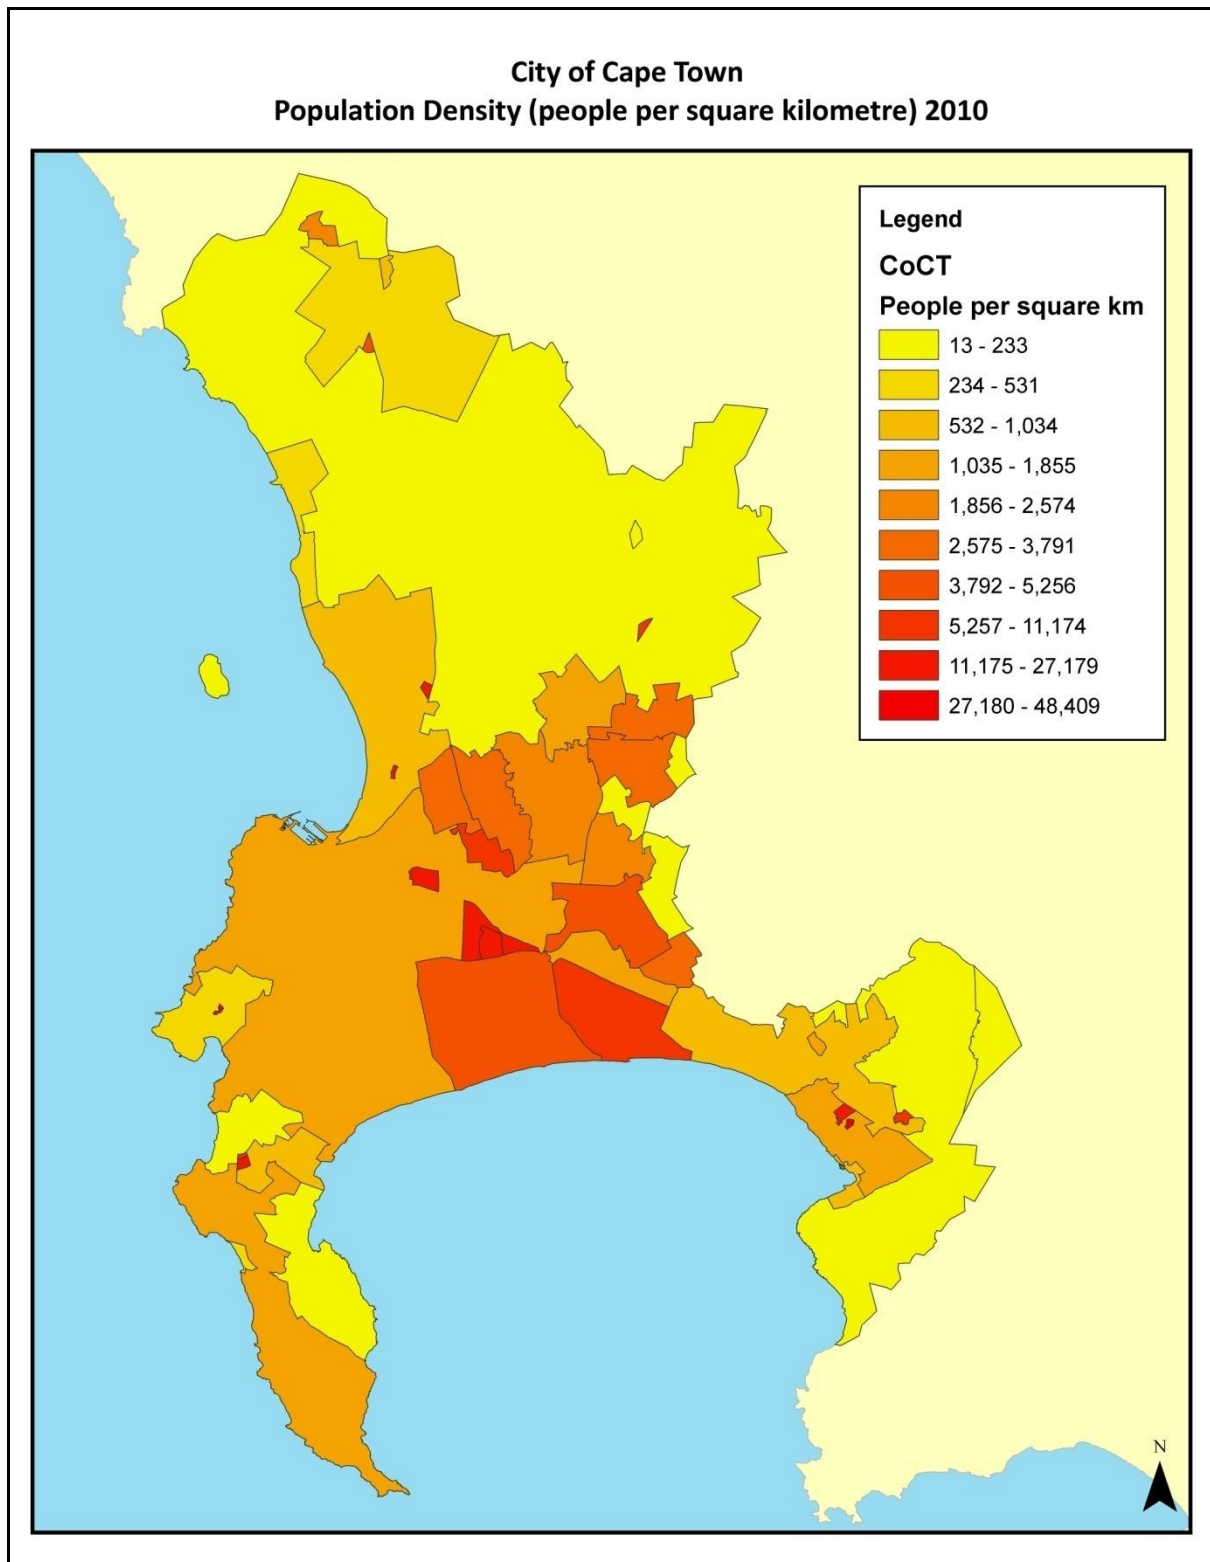 City of Cape Town
Population Density (people per square kilometre) 2010
Legend
CoCT
People per square km
13 - 233
234 - 531
532 - 1,034
1,035 - 1,855
1,856 - 2,574
2,575 - 3,791
3,792 - 5,256
5,257 - 11,174
11,175 - 27,179
27,180 - 48,409
N